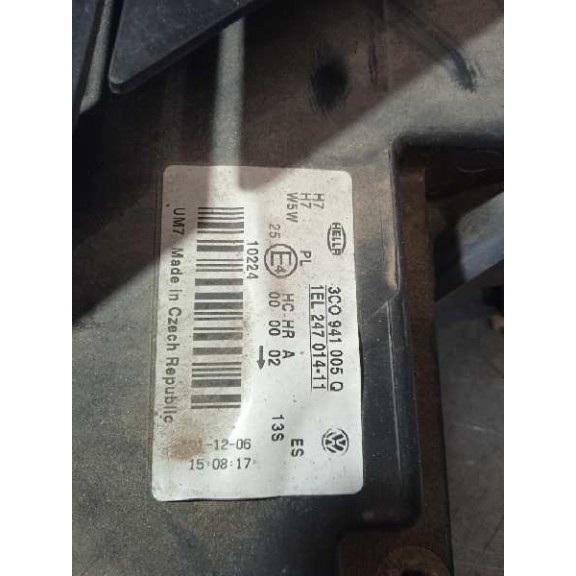 HELLA
3C0 941 005 Q
1EL 247 014-11
H7
H7
W5W
PL
HC-HR A
00 00 02
25 E4
10224
ES
13S
UM7 Made in Czech Republic
-12-06
15:08:17